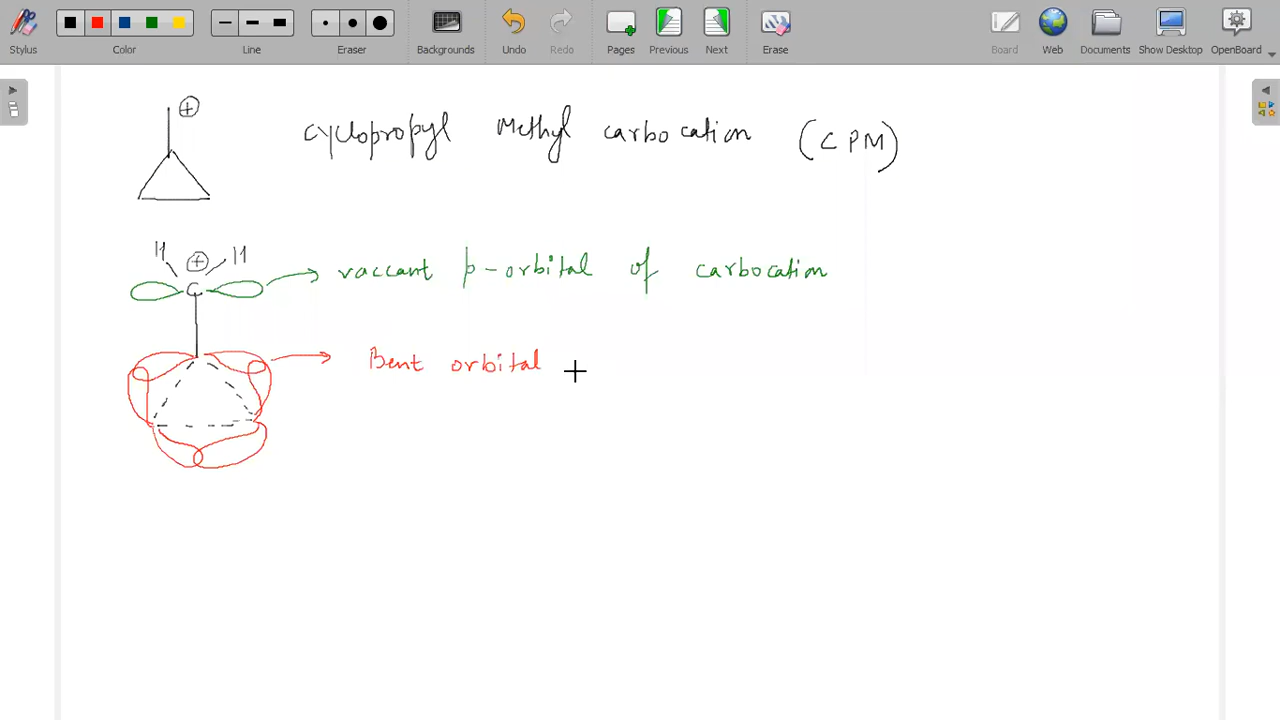 Stylus Color Line Eraser Backgrounds Undo Redo Pages Previous Next Erase Board Web Documents Show Desktop OpenBoard
⊕
cyclopropyl Methyl carbocation (CPM)
H ⊕ H
C vaccant p-orbital of carbocation
Bent orbital